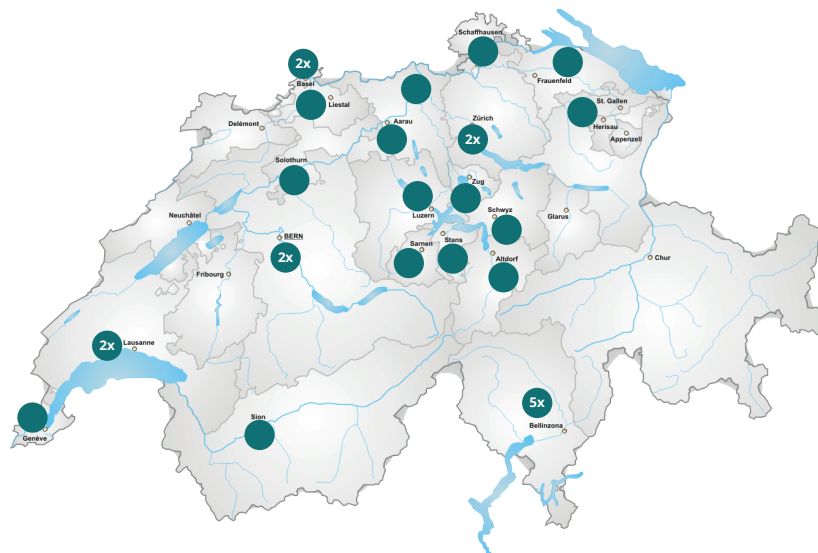 Schaffhausen
2x
Basel
Frauenfeld
Liestal
St. Gallen
Delémont
Aarau
Zürich
Herisau
2x
Appenzell
Solothurn
Zug
Neuchâtel
Luzern
Schwyz
Glarus
BERN
Stans
Sarnen
2x
Altdorf
Chur
Fribourg
2x
Lausanne
5x
Sion
Bellinzona
Genève